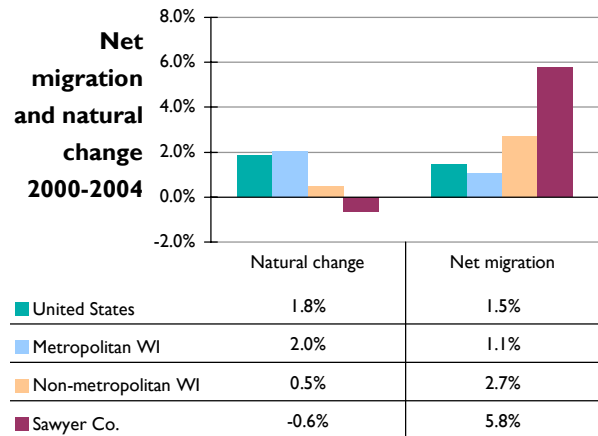 Net
migration
and natural
change
2000-2004
8.0%
6.0%
4.0%
2.0%
0.0%
-2.0%
Natural change Net migration
United States 1.8% 1.5%
Metropolitan WI 2.0% 1.1%
Non-metropolitan WI 0.5% 2.7%
Sawyer Co. -0.6% 5.8%